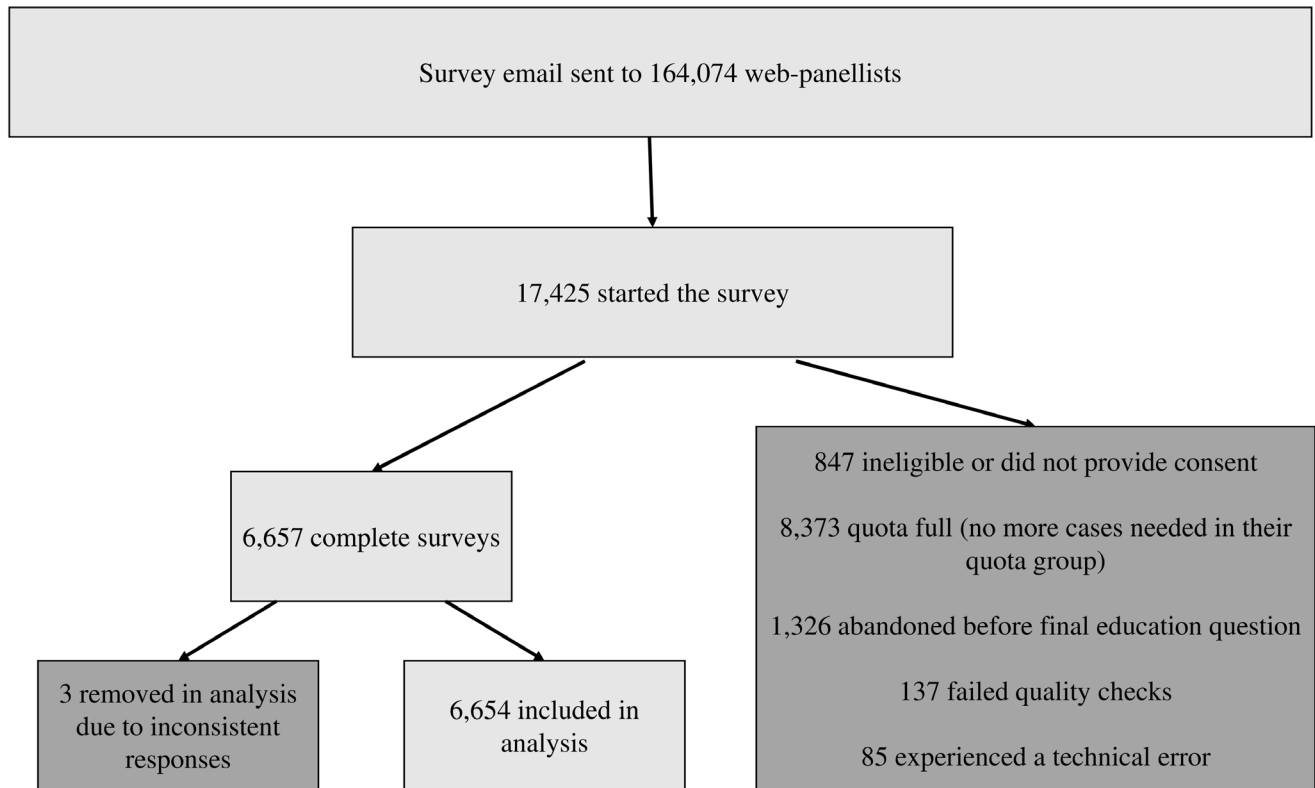 Survey email sent to 164,074 web-panellists
17,425 started the survey
6,657 complete surveys
3 removed in analysis
due to inconsistent
responses
6,654 included in
analysis
847 ineligible or did not provide consent
8,373 quota full (no more cases needed in their
quota group)
1,326 abandoned before final education question
137 failed quality checks
85 experienced a technical error